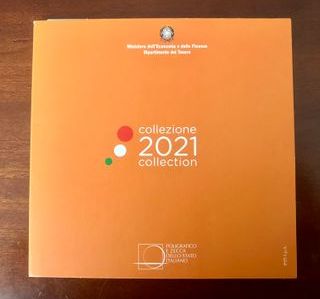 Ministero dell'Economia e delle Finanze
Dipartimento del Tesoro
collezione
2021
collection
POLIGRAFICO
E ZECCA
DELLO STATO
ITALIANO